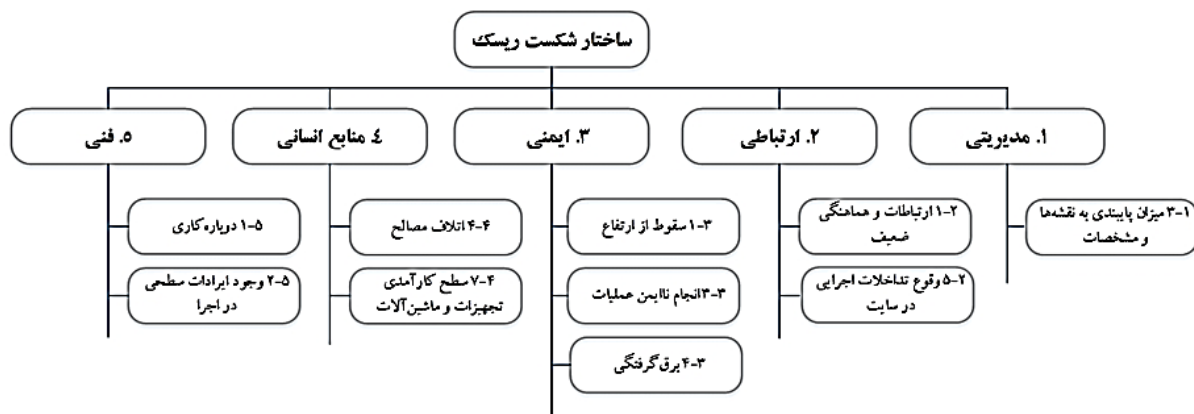 ساختار شکست ریسک
۱. مدیریتی
۲. ارتباطی
۳. ایمنی
۴. منابع انسانی
۵. فنی
۱-۳ میزان پایبندی به نقشه‌ها
و مشخصات
۲-۱ ارتباطات و هماهنگی
ضعیف
۲-۵ وقوع تداخلات اجرایی
در سایت
۳-۱ سقوط از ارتفاع
۳-۳ انجام ناایمن عملیات
۳-۴ برق گرفتگی
۴-۴ اتلاف مصالح
۴-۷ سطح کارآمدی
تجهیزات و ماشین‌آلات
۵-۱ دوباره‌کاری
۵-۲ وجود ایرادات سطحی
در اجرا